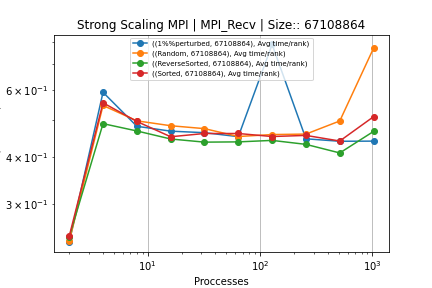 Strong Scaling MPI | MPI_Recv | Size:: 67108864
((1%%perturbed, 67108864), Avg time/rank)
((Random, 67108864), Avg time/rank)
((ReverseSorted, 67108864), Avg time/rank)
((Sorted, 67108864), Avg time/rank)
6 × 10⁻¹
4 × 10⁻¹
3 × 10⁻¹
10¹ 10² 10³
Proccesses